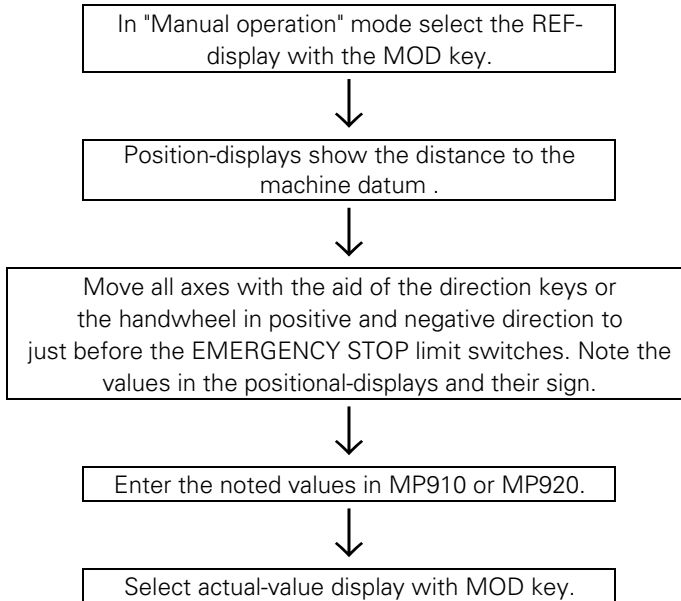 In "Manual operation" mode select the REF-
display with the MOD key.
Position-displays show the distance to the
machine datum .
Move all axes with the aid of the direction keys or
the handwheel in positive and negative direction to
just before the EMERGENCY STOP limit switches. Note the
values in the positional-displays and their sign.
Enter the noted values in MP910 or MP920.
Select actual-value display with MOD key.